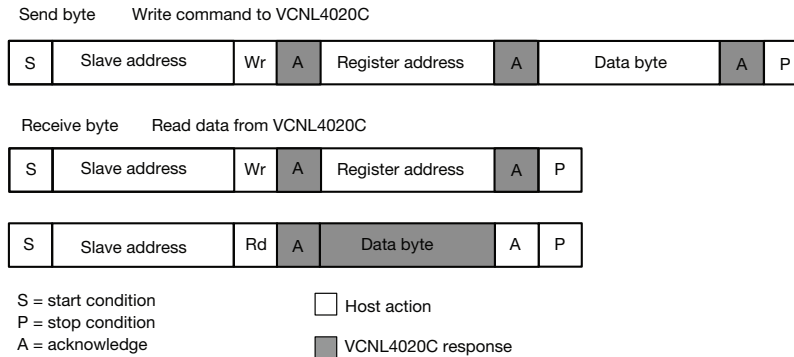 Send byte Write command to VCNL4020C
S Slave address Wr A Register address A Data byte A P
Receive byte Read data from VCNL4020C
S Slave address Wr A Register address A P
S Slave address Rd A Data byte A P
S = start condition
P = stop condition
A = acknowledge
Host action
VCNL4020C response